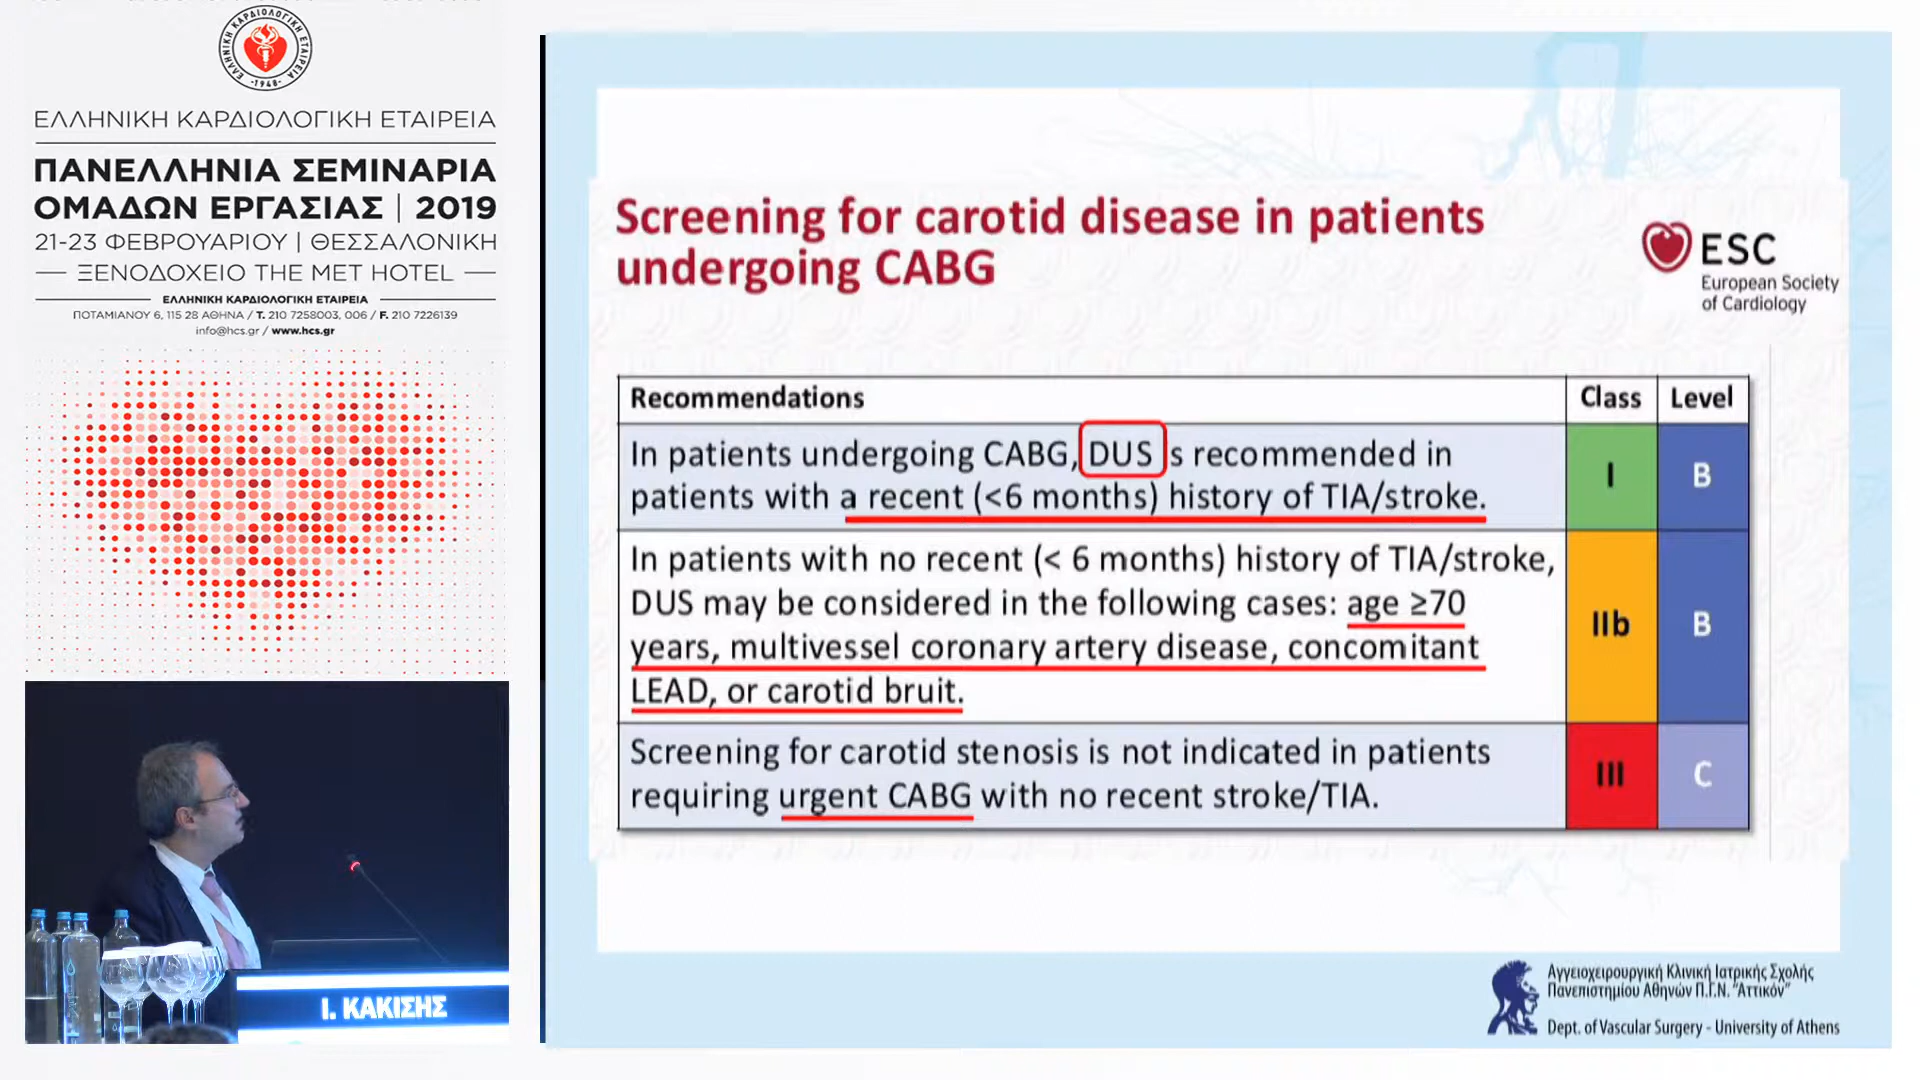 ΕΛΛΗΝΙΚΗ ΚΑΡΔΙΟΛΟΓΙΚΗ ΕΤΑΙΡΕΙΑ
-1948-
ΕΛΛΗΝΙΚΗ ΚΑΡΔΙΟΛΟΓΙΚΗ ΕΤΑΙΡΕΙΑ
ΠΑΝΕΛΛΗΝΙΑ ΣΕΜΙΝΑΡΙΑ
ΟΜΑΔΩΝ ΕΡΓΑΣΙΑΣ | 2019
21-23 ΦΕΒΡΟΥΑΡΙΟΥ | ΘΕΣΣΑΛΟΝΙΚΗ
ΞΕΝΟΔΟΧΕΙΟ THE MET HOTEL
ΕΛΛΗΝΙΚΗ ΚΑΡΔΙΟΛΟΓΙΚΗ ΕΤΑΙΡΕΙΑ
ΠΟΤΑΜΙΑΝΟΥ 6, 115 28 ΑΘΗΝΑ / Τ. 210 7258003, 006 / F. 210 7226139
info@hcs.gr / www.hcs.gr
Ι. ΚΑΚΙΣΗΣ
Screening for carotid disease in patients
undergoing CABG
ESC
European Society
of Cardiology
Recommendations Class Level
In patients undergoing CABG, DUS s recommended in
patients with a recent (<6 months) history of TIA/stroke.
I B
In patients with no recent (< 6 months) history of TIA/stroke,
DUS may be considered in the following cases: age ≥70
years, multivessel coronary artery disease, concomitant
LEAD, or carotid bruit.
IIb B
Screening for carotid stenosis is not indicated in patients
requiring urgent CABG with no recent stroke/TIA.
III C
Αγγειοχειρουργική Κλινική Ιατρικής Σχολής
Πανεπιστημίου Αθηνών Π.Γ.Ν. "Αττικόν"
Dept. of Vascular Surgery - University of Athens